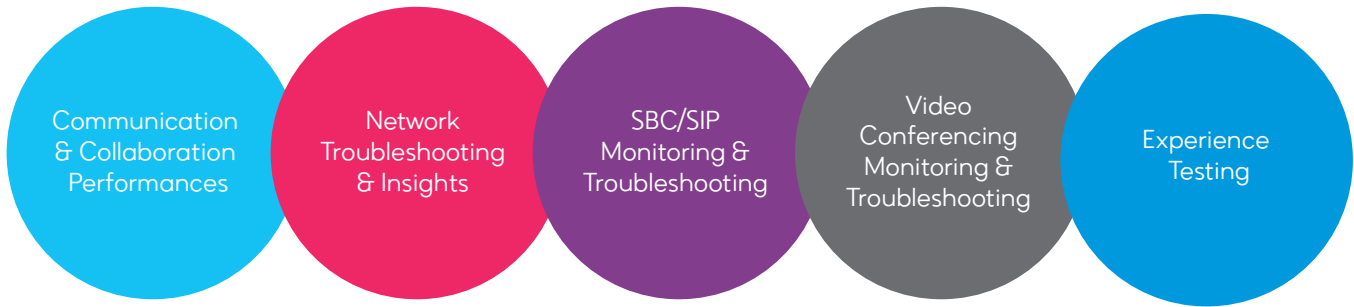 Communication
& Collaboration
Performances
Network
Troubleshooting
& Insights
SBC/SIP
Monitoring &
Troubleshooting
Video
Conferencing
Monitoring &
Troubleshooting
Experience
Testing